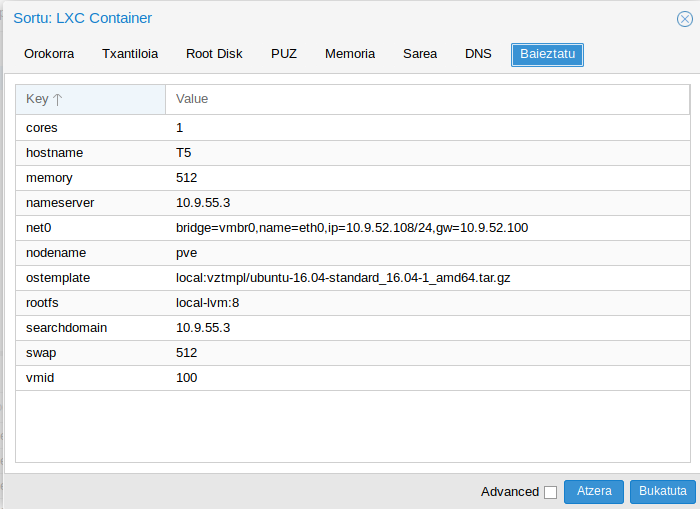 Sortu: LXC Container
Orokorra Txantiloia Root Disk PUZ Memoria Sarea DNS Baieztatu
Key Value
cores 1
hostname T5
memory 512
nameserver 10.9.55.3
net0 bridge=vmbr0,name=eth0,ip=10.9.52.108/24,gw=10.9.52.100
nodename pve
ostemplate local:vztmpl/ubuntu-16.04-standard_16.04-1_amd64.tar.gz
rootfs local-lvm:8
searchdomain 10.9.55.3
swap 512
vmid 100
Advanced Atzera Bukatuta